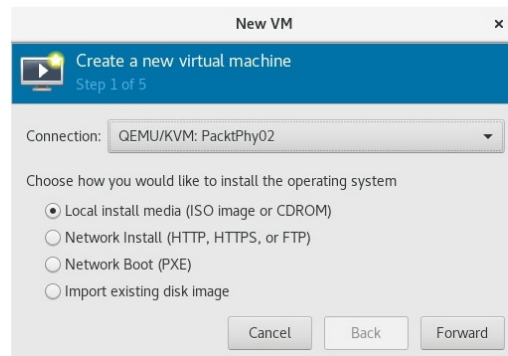 New VM
Create a new virtual machine
Step 1 of 5
Connection: QEMU/KVM: PacktPhy02
Choose how you would like to install the operating system
Local install media (ISO image or CDROM)
Network Install (HTTP, HTTPS, or FTP)
Network Boot (PXE)
Import existing disk image
Cancel Back Forward